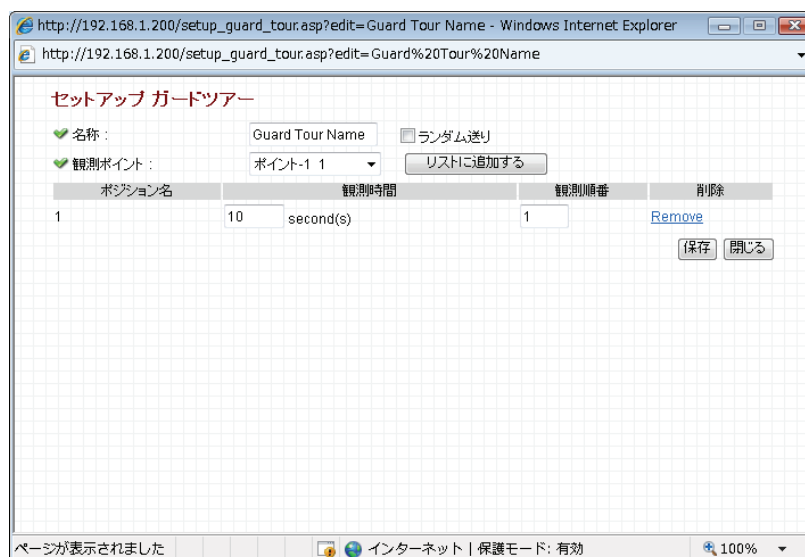 http://192.168.1.200/setup_guard_tour.asp?edit=Guard Tour Name - Windows Internet Explorer
http://192.168.1.200/setup_guard_tour.asp?edit=Guard%20Tour%20Name
セットアップ ガードツアー
名称 : Guard Tour Name ランダム送り
観測ポイント : ポイント-1 1 リストに追加する
ポジション名 観測時間 観測順番 削除
1 10 second(s) 1 Remove
保存 閉じる
ページが表示されました インターネット | 保護モード: 有効 100%